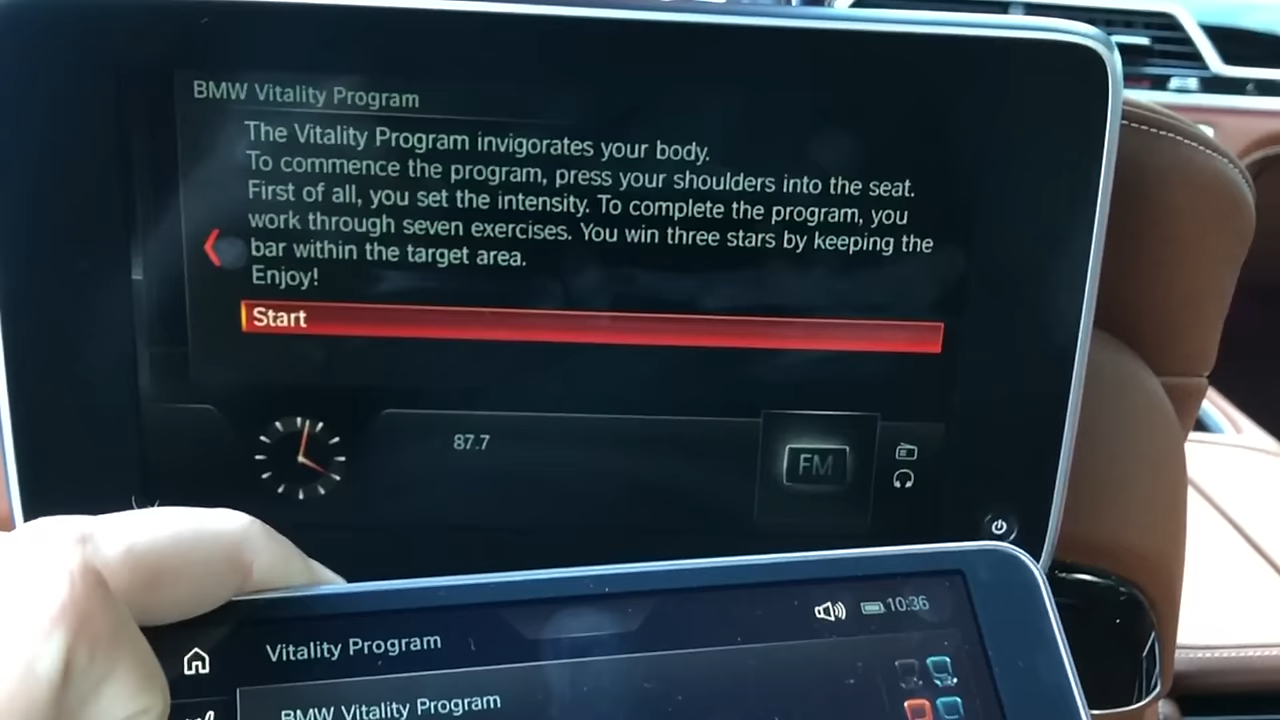 BMW Vitality Program
The Vitality Program invigorates your body.
To commence the program, press your shoulders into the seat.
First of all, you set the intensity. To complete the program, you
work through seven exercises. You win three stars by keeping the
bar within the target area.
Enjoy!
Start
87.7
FM
10:36
Vitality Program
BMW Vitality Program